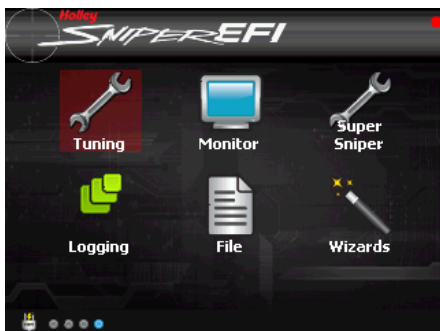 Holley
SNIPER EFI
Tuning
Monitor
Super
Sniper
Logging
File
Wizards